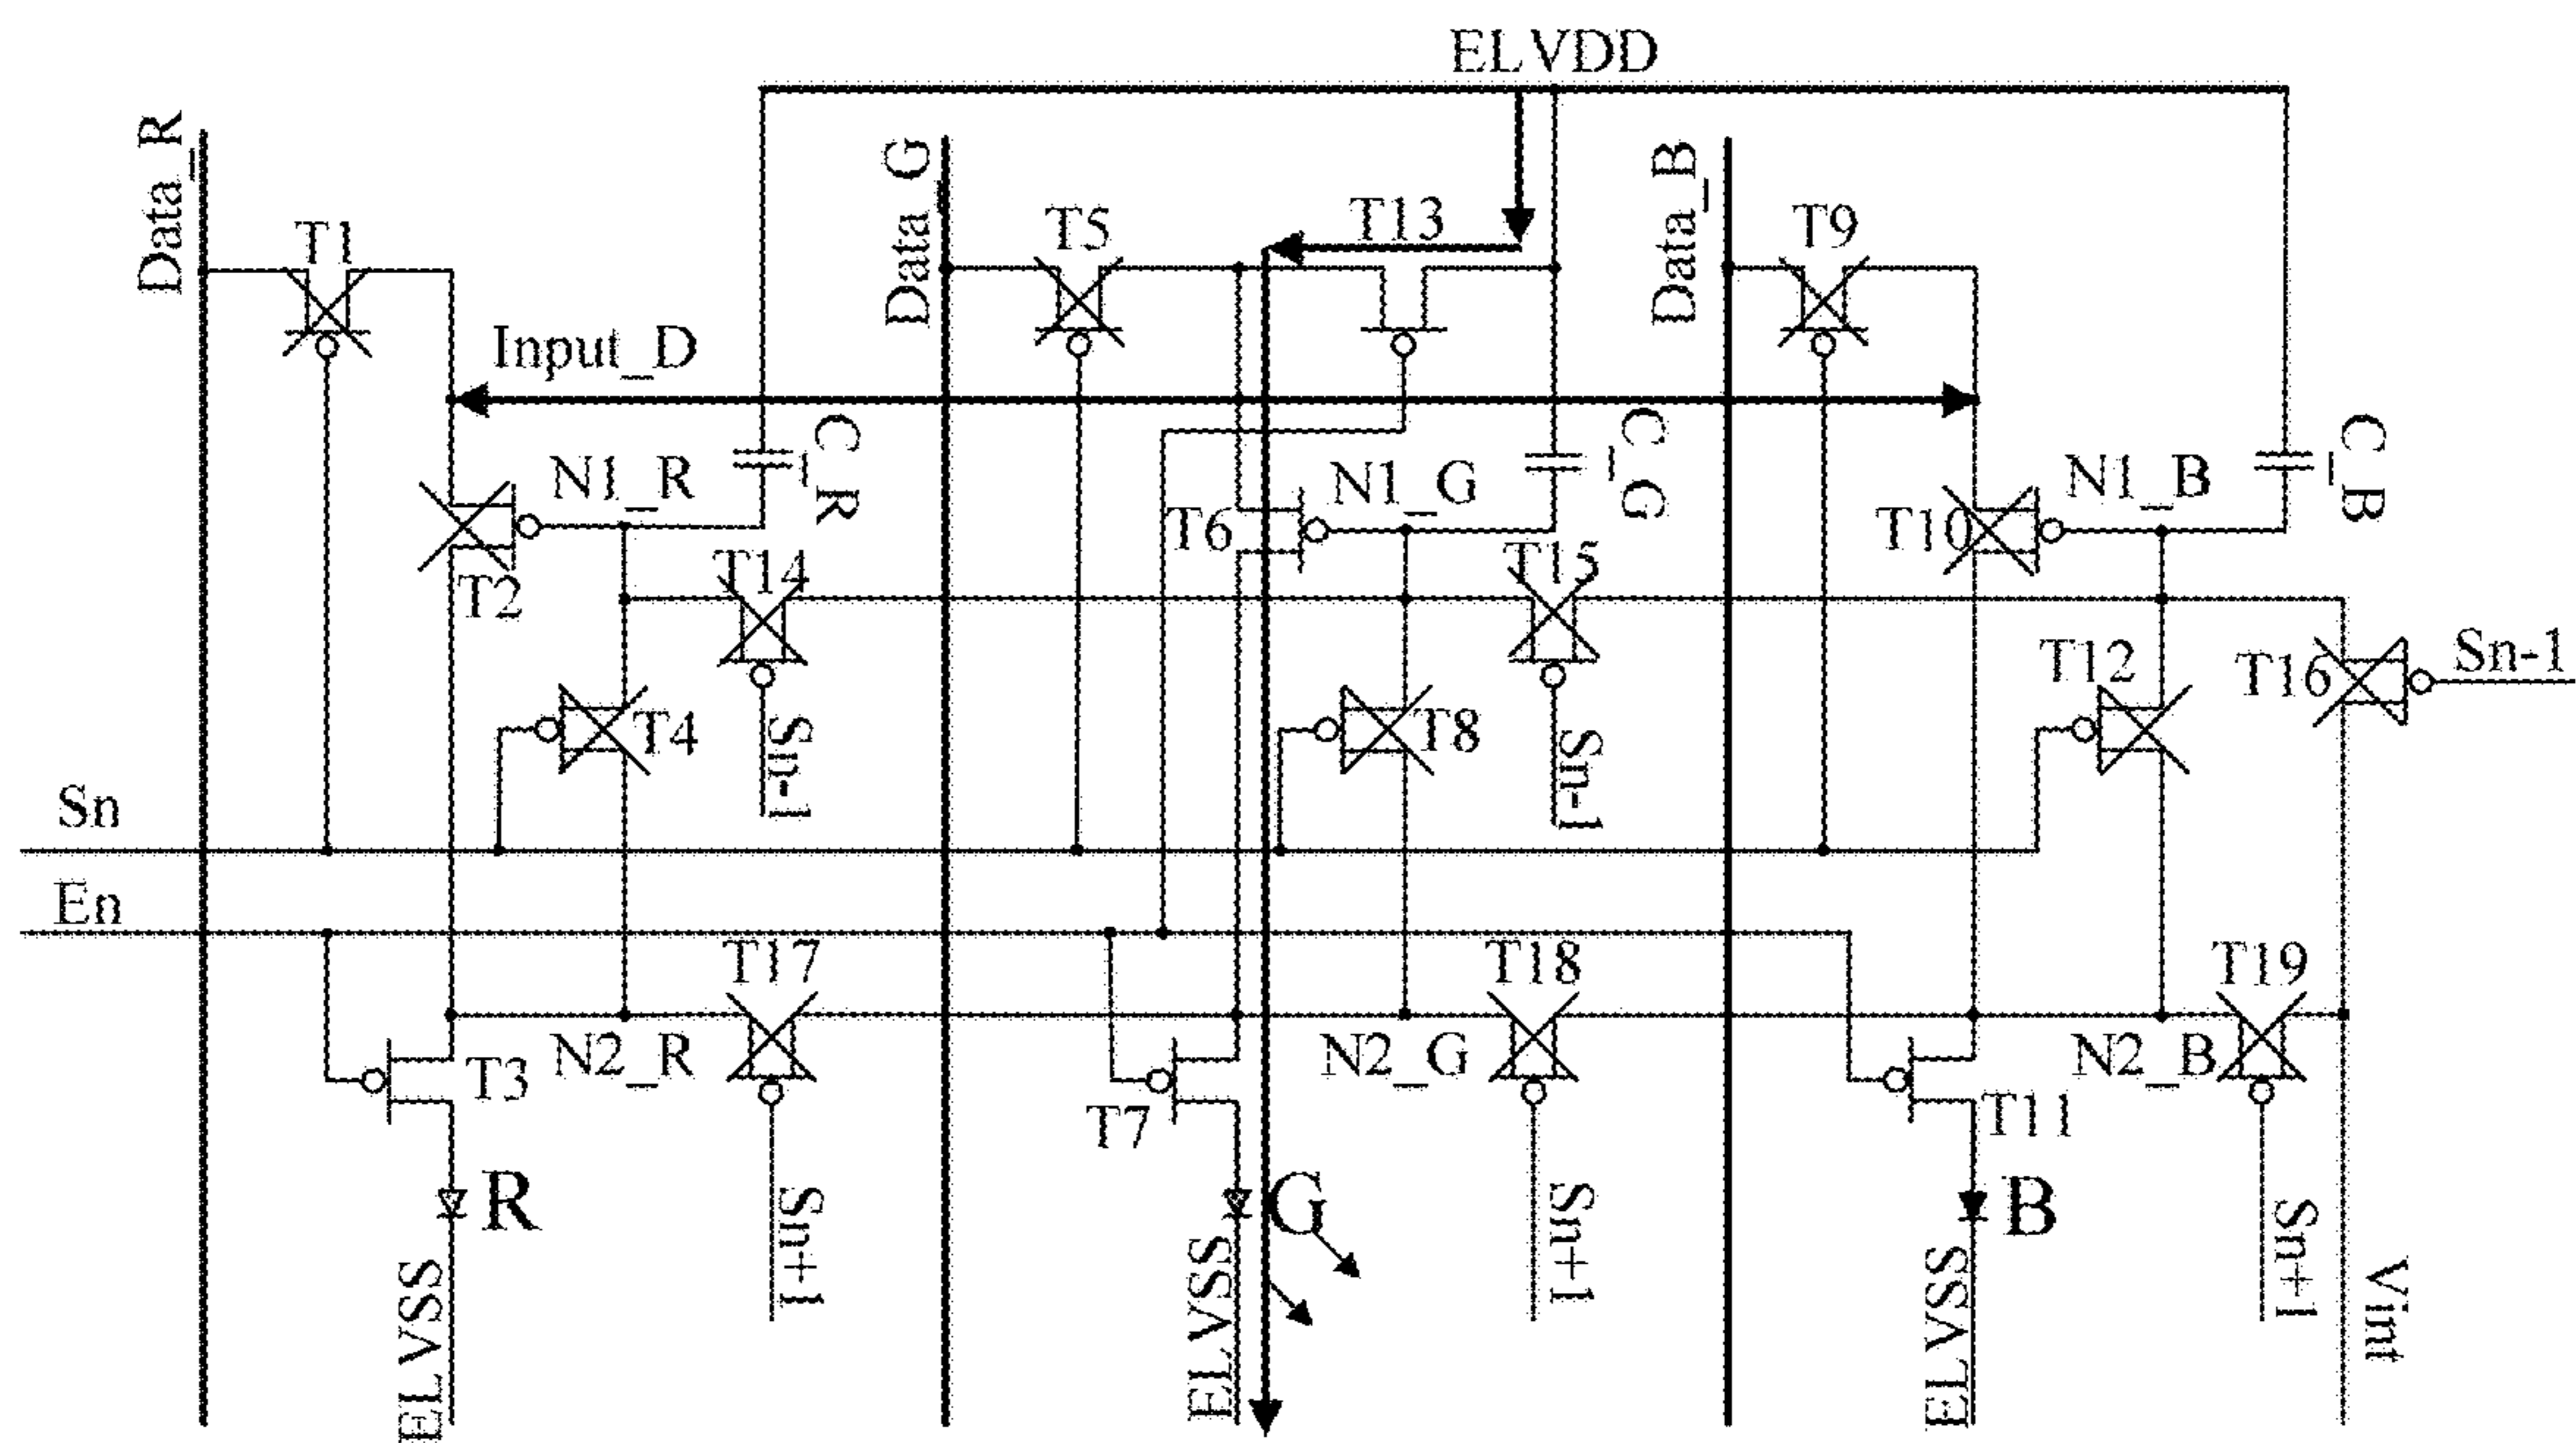 ELVDD
Data_R
Data_G
Data_B
T1
T5
T13
T9
Input_D
C_R
C_G
C_B
N1_R
N1_G
N1_B
T2
T6
T10
T14
T15
T4
T8
T12
T16
Sn-1
Sn-1
Sn-1
Sn
En
T17
T18
T19
N2_R
N2_G
N2_B
T3
T7
T11
R
G
B
Sn+1
Sn+1
Sn+1
ELVSS
ELVSS
ELVSS
Vint